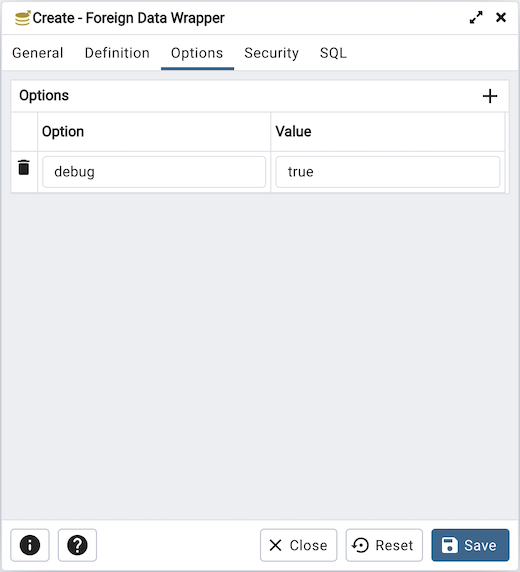 Create - Foreign Data Wrapper
General Definition Options Security SQL
Options
Option Value
debug true
Close Reset Save